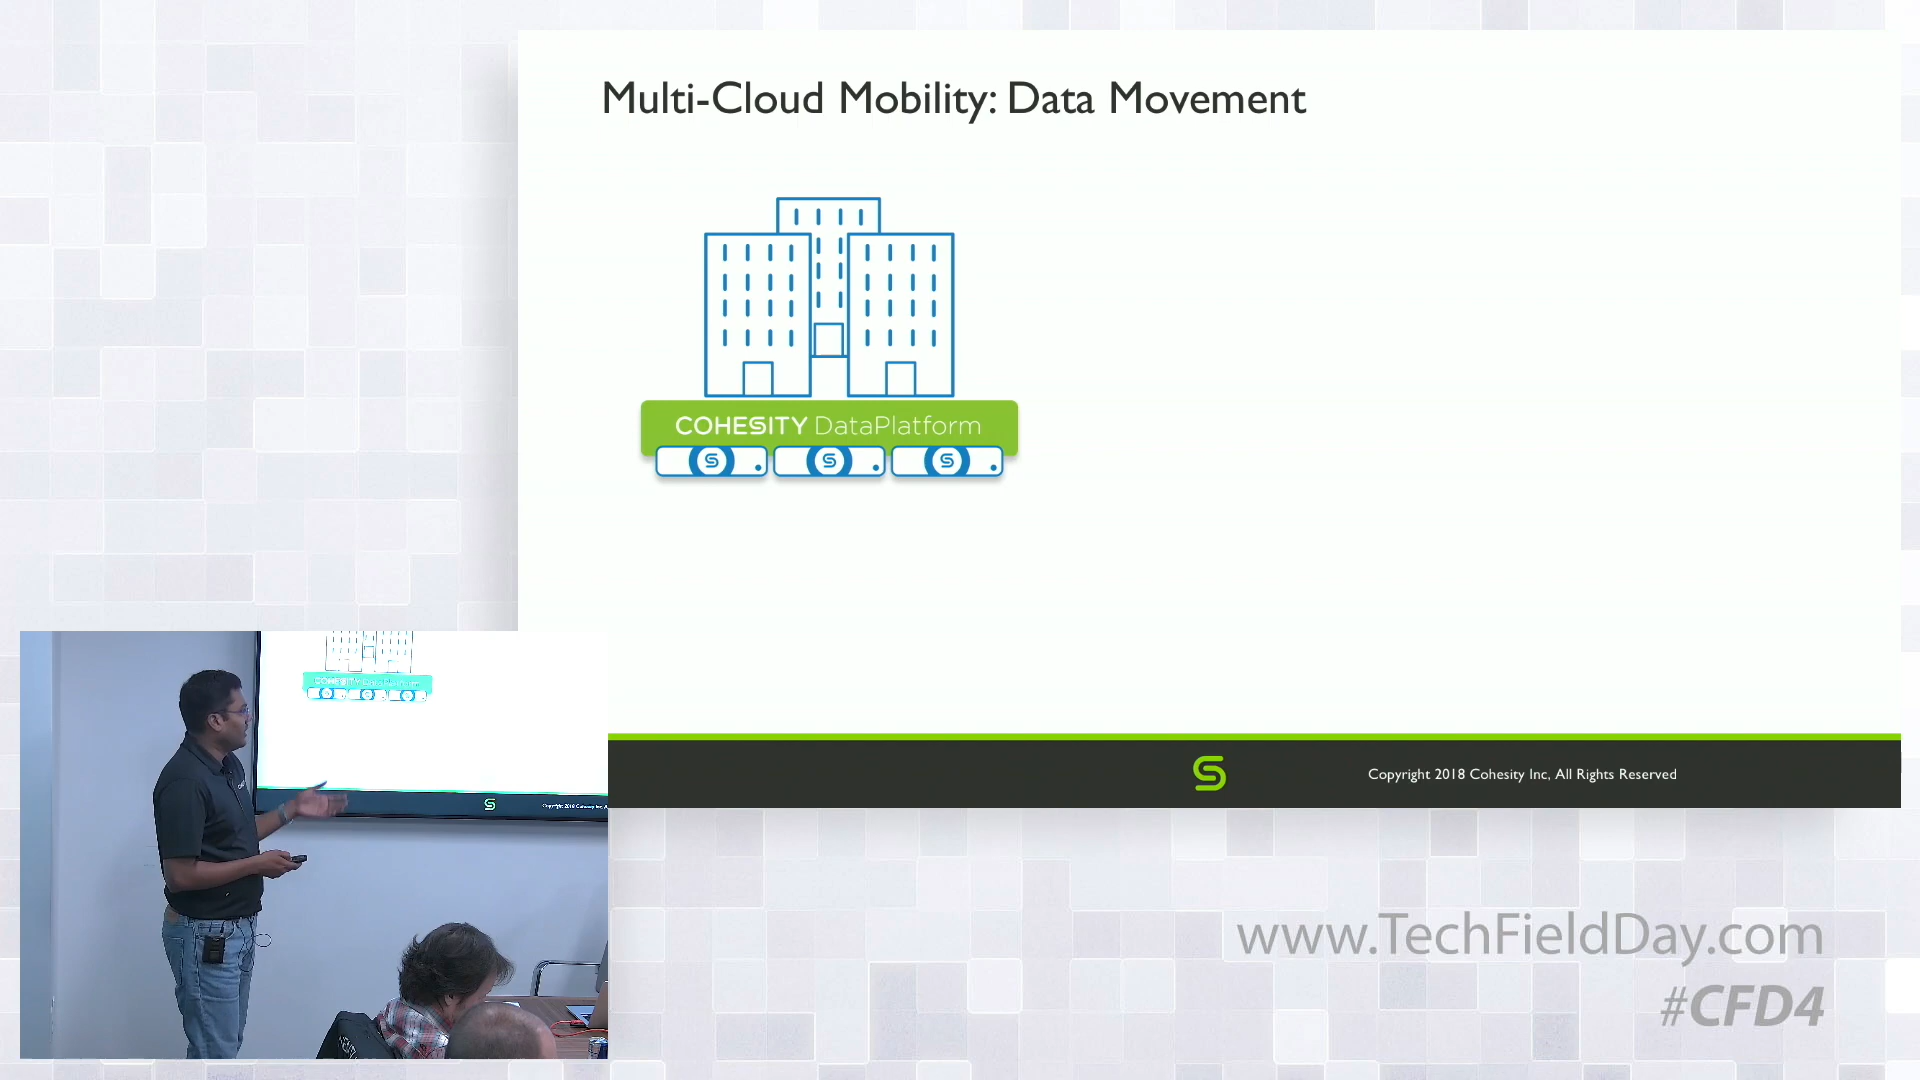 Multi-Cloud Mobility: Data Movement
COHESITY DataPlatform
Copyright 2018 Cohesity Inc, All Rights Reserved
www.TechFieldDay.com
#CFD4